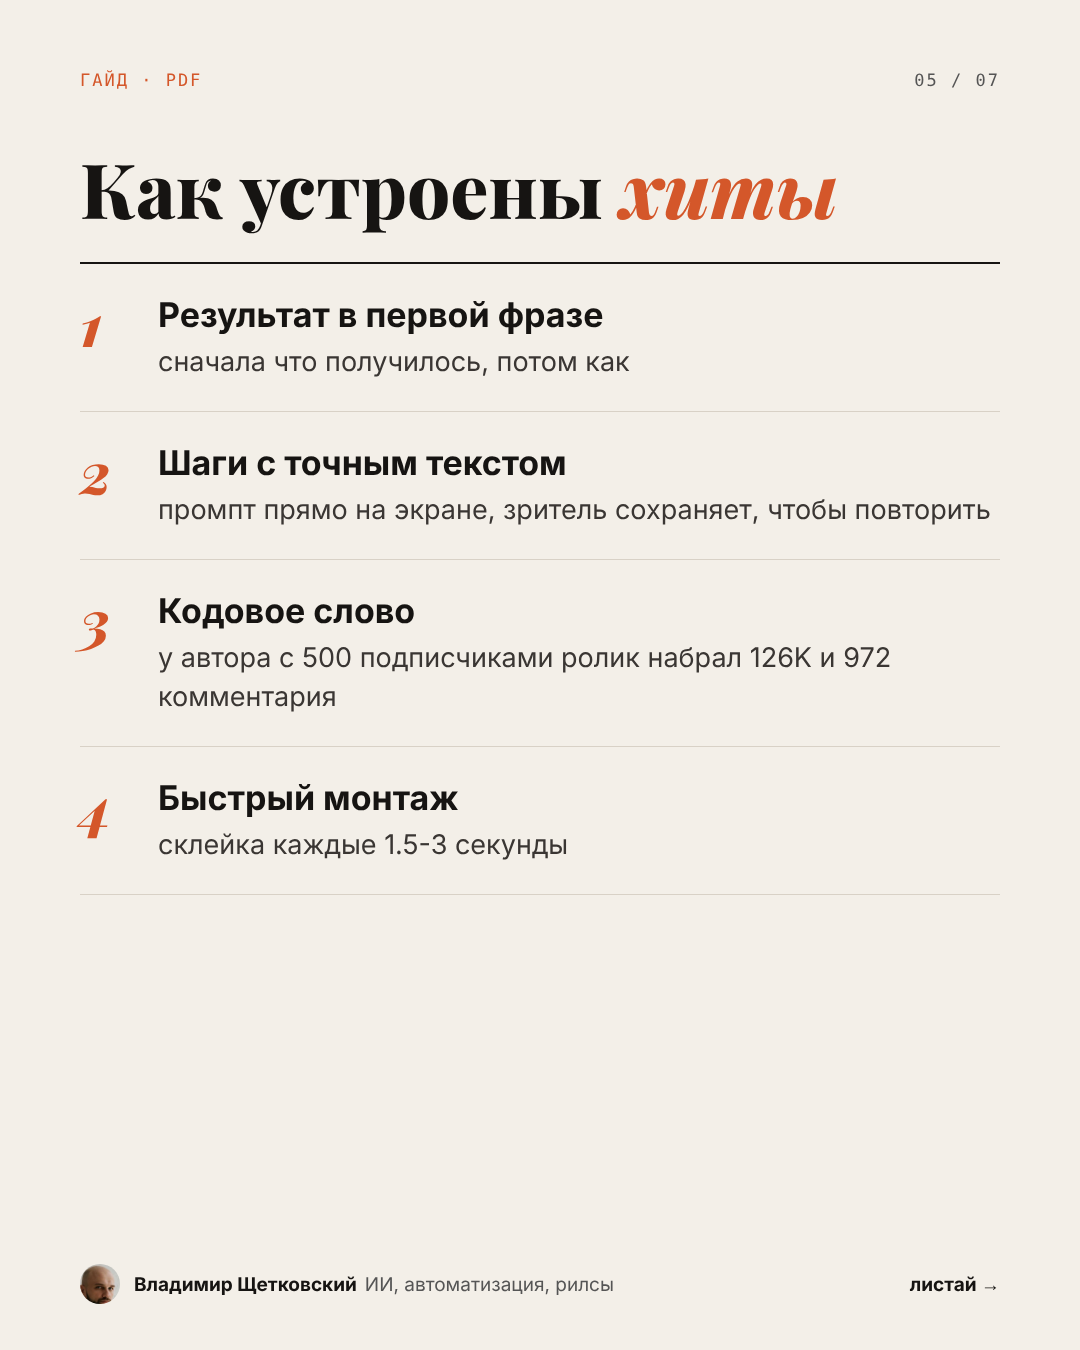 ГАЙД · PDF
05 / 07
Как устроены хиты
1
Результат в первой фразе
сначала что получилось, потом как
2
Шаги с точным текстом
промпт прямо на экране, зритель сохраняет, чтобы повторить
3
Кодовое слово
у автора с 500 подписчиками ролик набрал 126K и 972
комментария
4
Быстрый монтаж
склейка каждые 1.5-3 секунды
Владимир Щетковский ИИ, автоматизация, рилсы
листай →